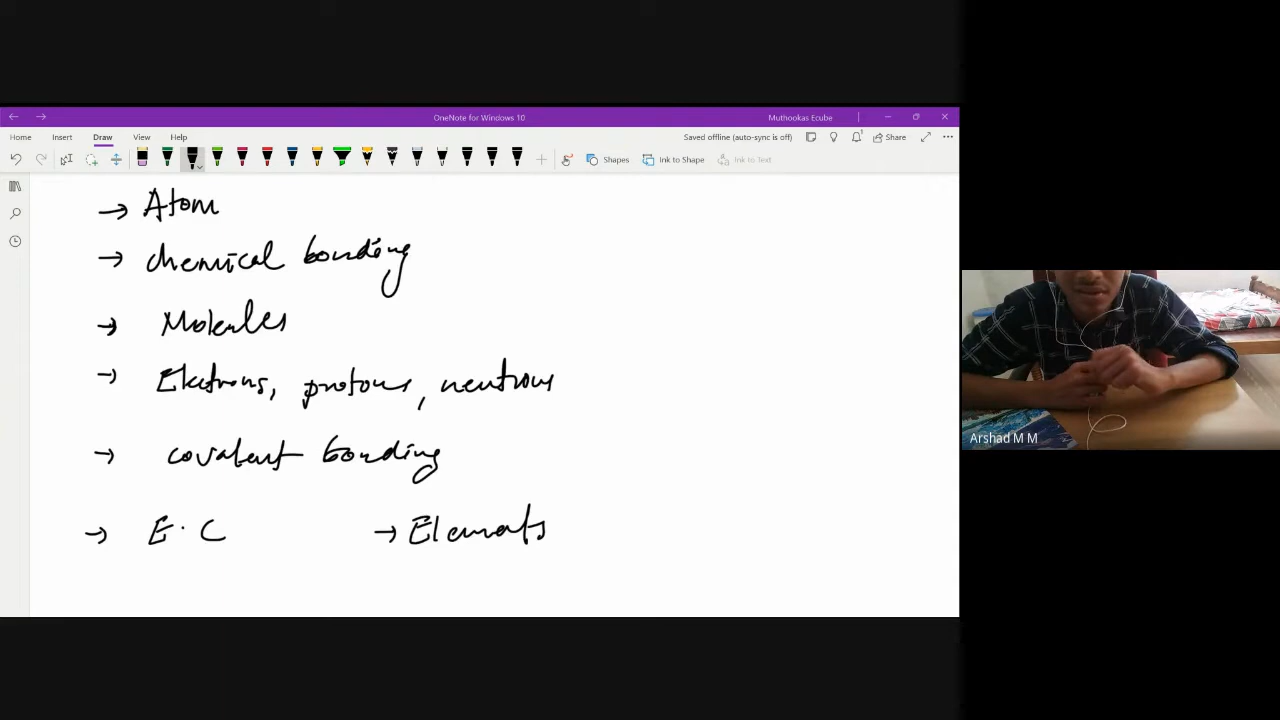 OneNote for Windows 10
Muthookas Ecube
Home Insert Draw View Help
Saved offline (auto-sync is off)
Share
Shapes
Ink to Shape
Ink to Text
→ Atom
→ chemical bonding
→ Molecules
→ Electrons, protons, neutrons
→ covalent bonding
→ E. C → Elements
Arshad M M